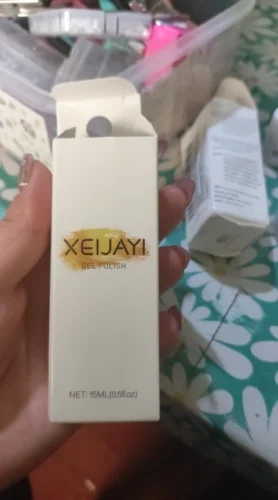 XEIJAYI
GEL POLISH
NET: 15ML(0.5fl.oz)